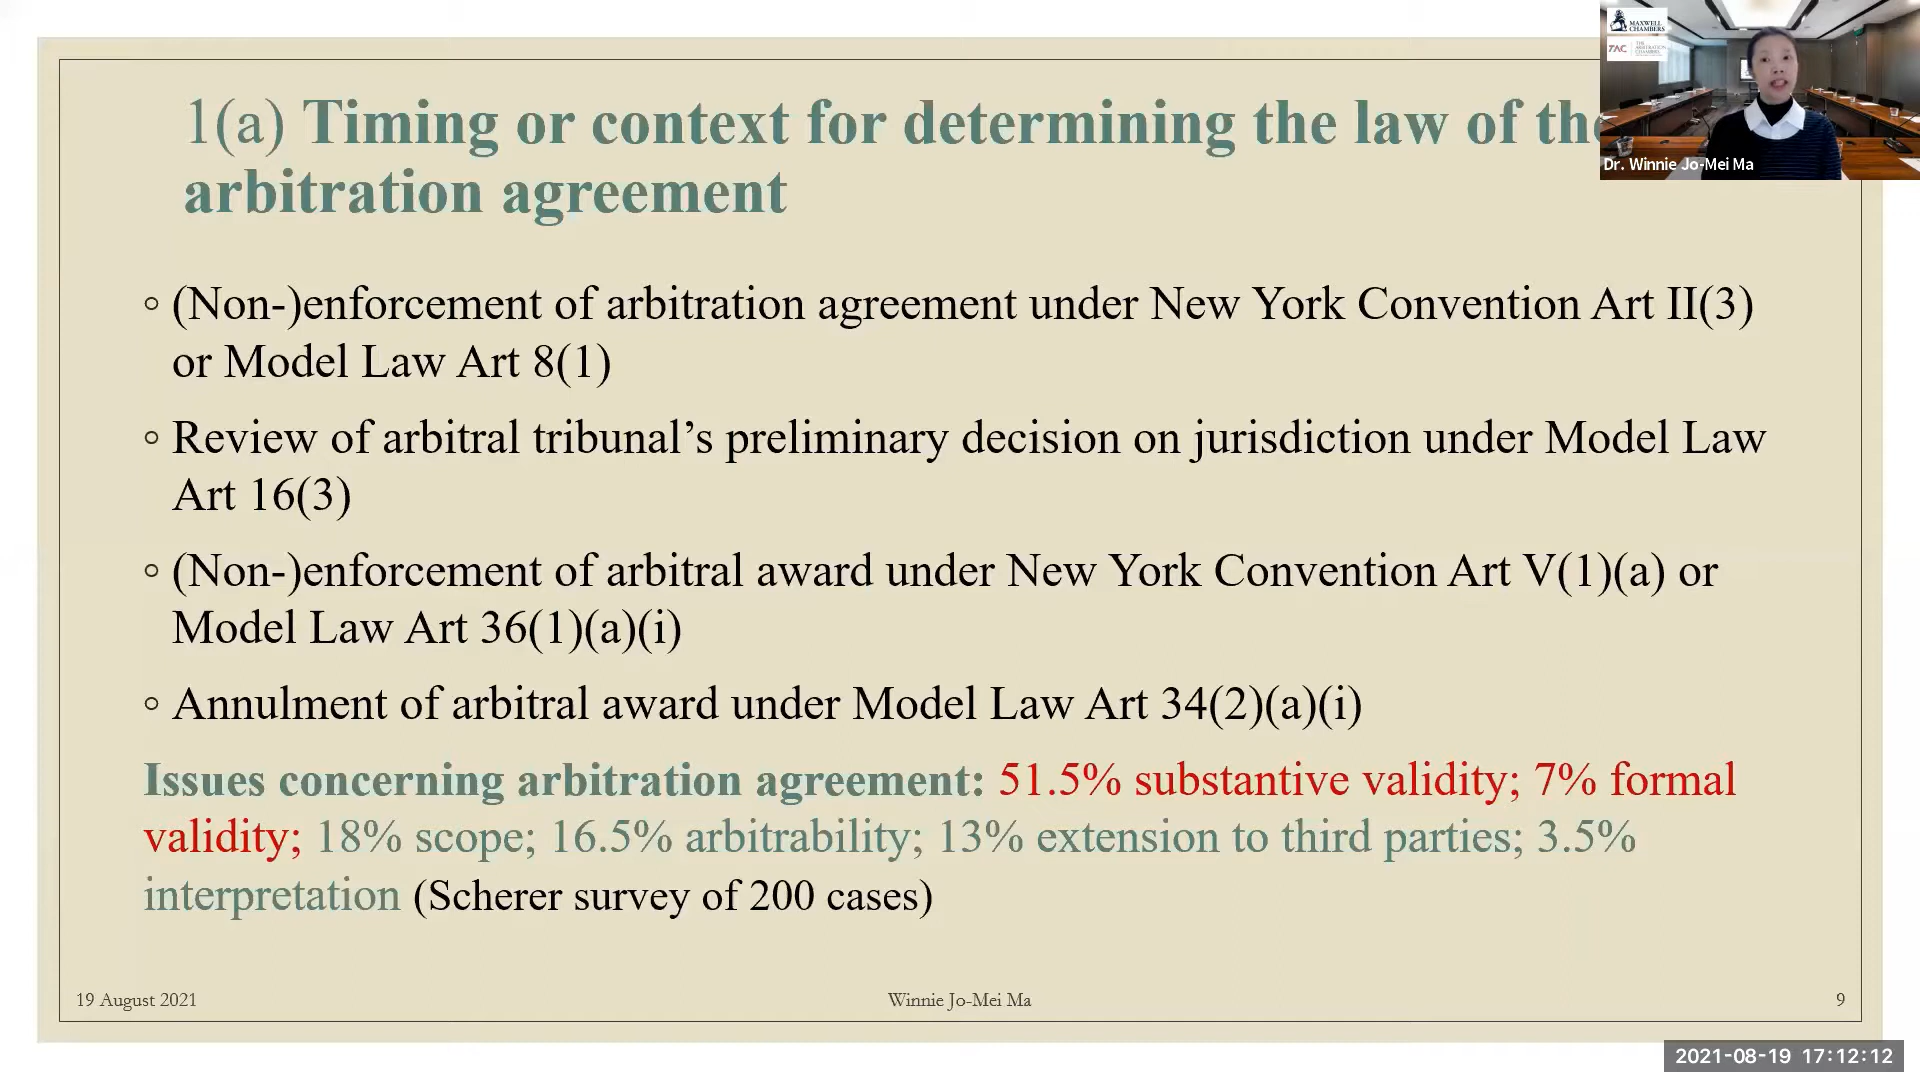 1(a) Timing or context for determining the law of the
arbitration agreement
◦ (Non-)enforcement of arbitration agreement under New York Convention Art II(3)
or Model Law Art 8(1)
◦ Review of arbitral tribunal’s preliminary decision on jurisdiction under Model Law
Art 16(3)
◦ (Non-)enforcement of arbitral award under New York Convention Art V(1)(a) or
Model Law Art 36(1)(a)(i)
◦ Annulment of arbitral award under Model Law Art 34(2)(a)(i)
Issues concerning arbitration agreement: 51.5% substantive validity; 7% formal
validity; 18% scope; 16.5% arbitrability; 13% extension to third parties; 3.5%
interpretation (Scherer survey of 200 cases)
19 August 2021
Winnie Jo-Mei Ma
9
MAXWELL
CHAMBERS
TAC
THE
ARBITRATION
CHAMBERS
Dr. Winnie Jo-Mei Ma
2021-08-19 17:12:12